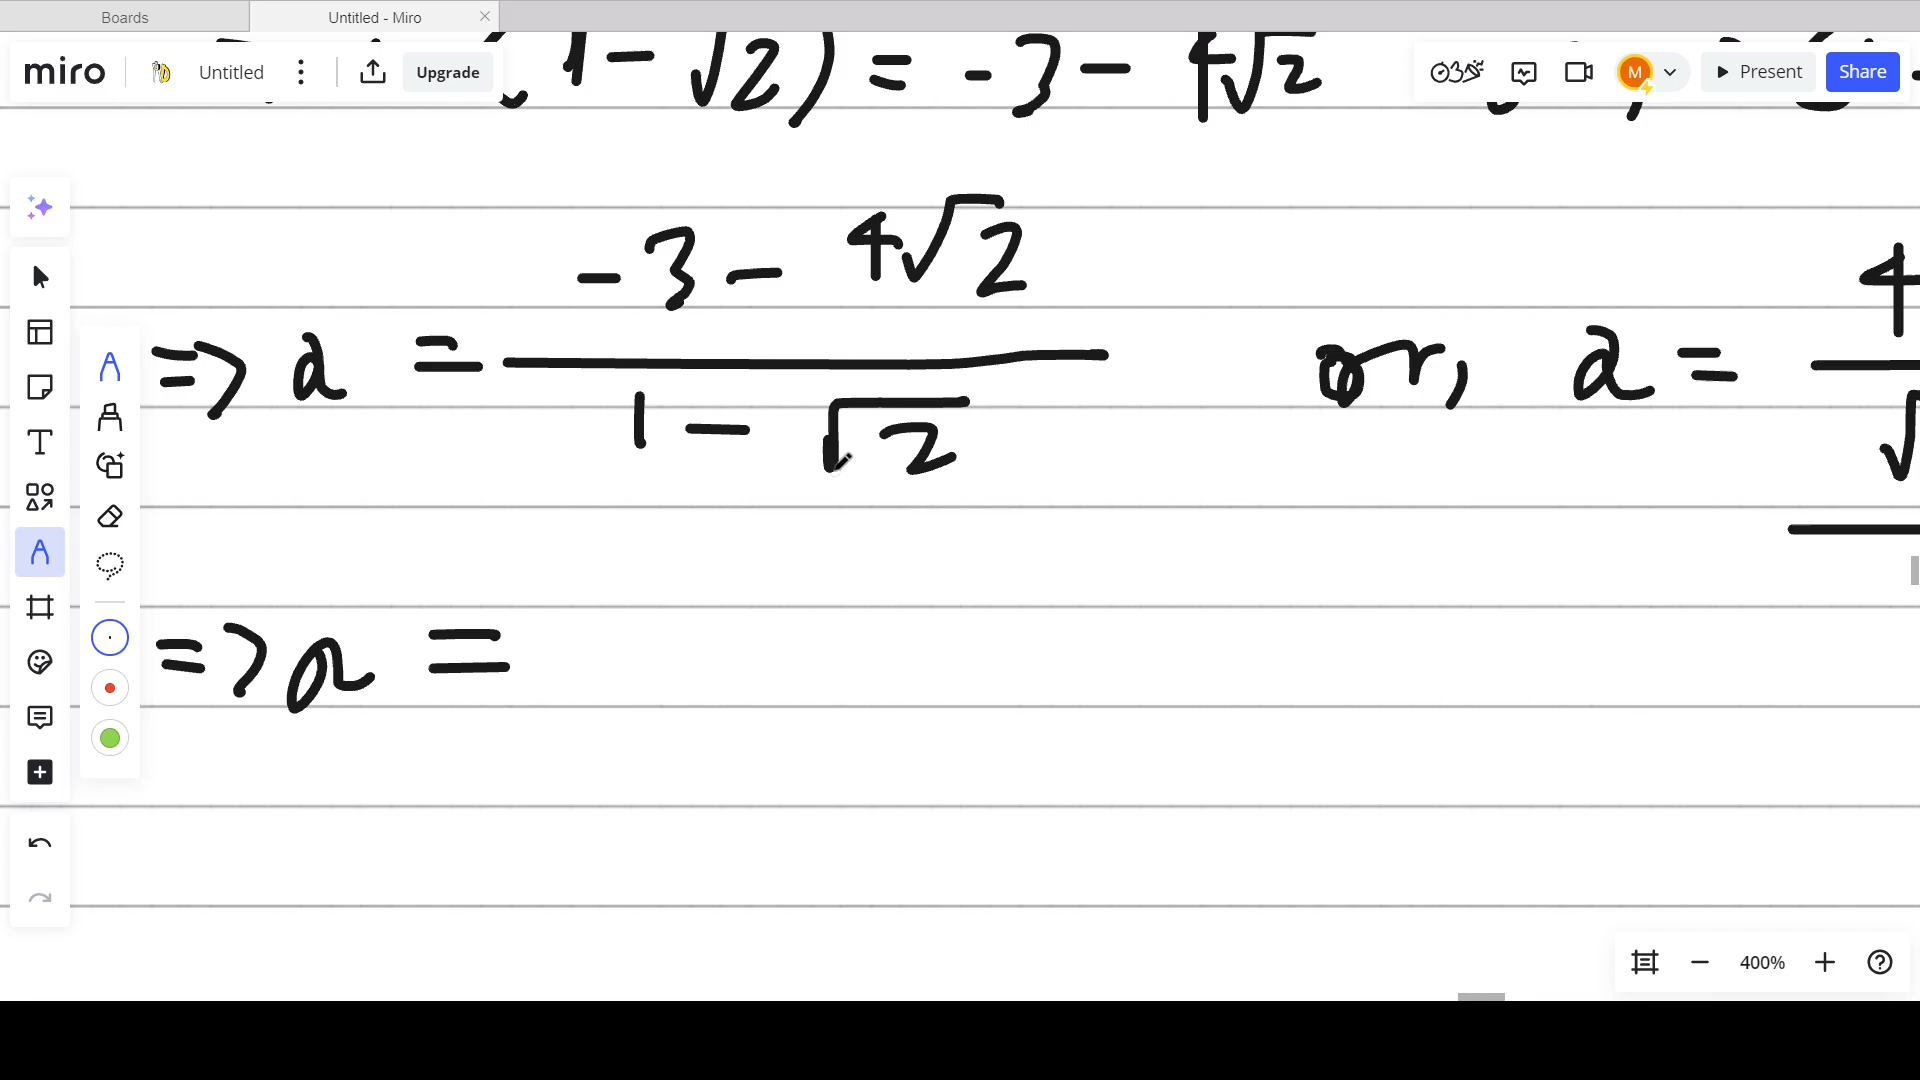 Boards
Untitled - Miro
miro Untitled Upgrade M Present Share
1 - √2) = -3 - 4√2
-3 - 4√2
=> a = ———— or, a =
1 - √2
4
√
=> a =
400%